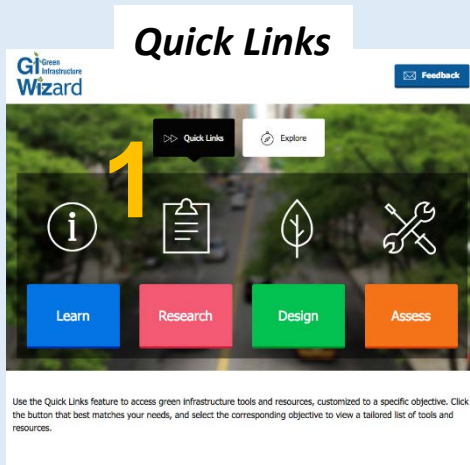 Quick Links
Gi Green
Infrastructure
Wizard
Feedback
Quick Links
Explore
1
Learn
Research
Design
Assess
Use the Quick Links feature to access green infrastructure tools and resources, customized to a specific objective. Click
the button that best matches your needs, and select the corresponding objective to view a tailored list of tools and
resources.